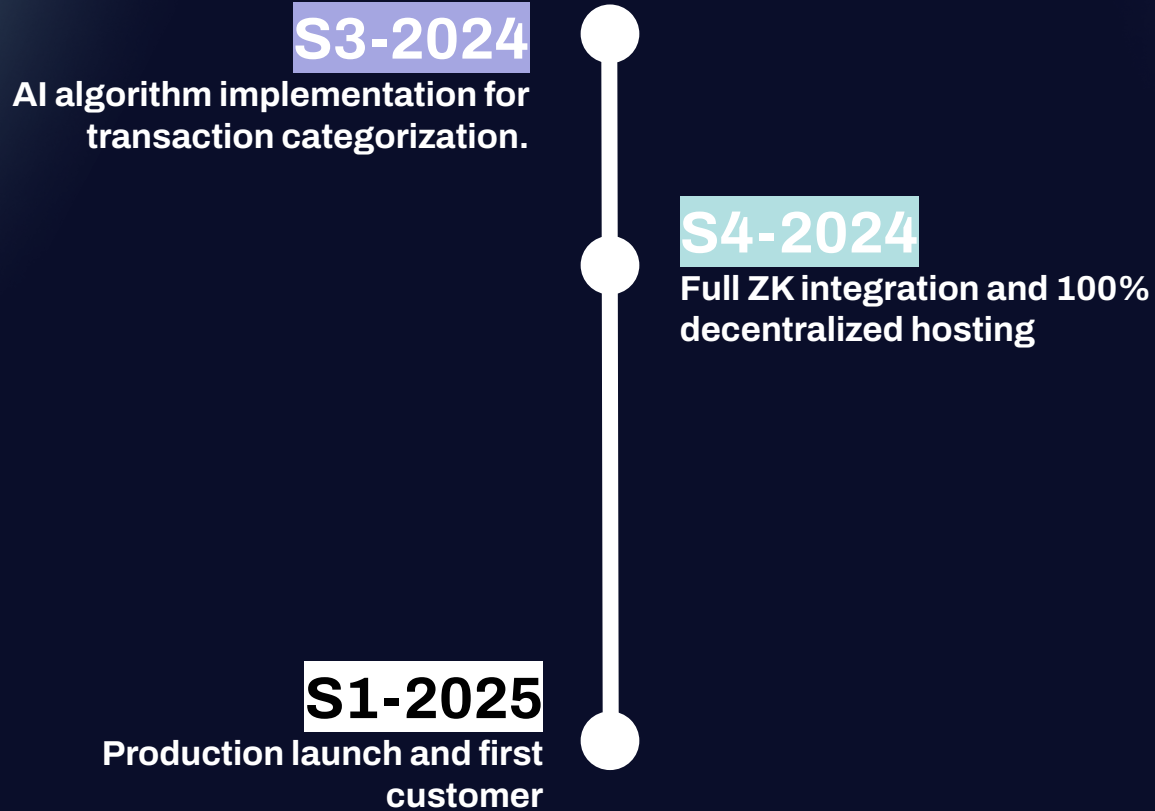 S3-2024
AI algorithm implementation for
transaction categorization.
S4-2024
Full ZK integration and 100%
decentralized hosting
S1-2025
Production launch and first
customer